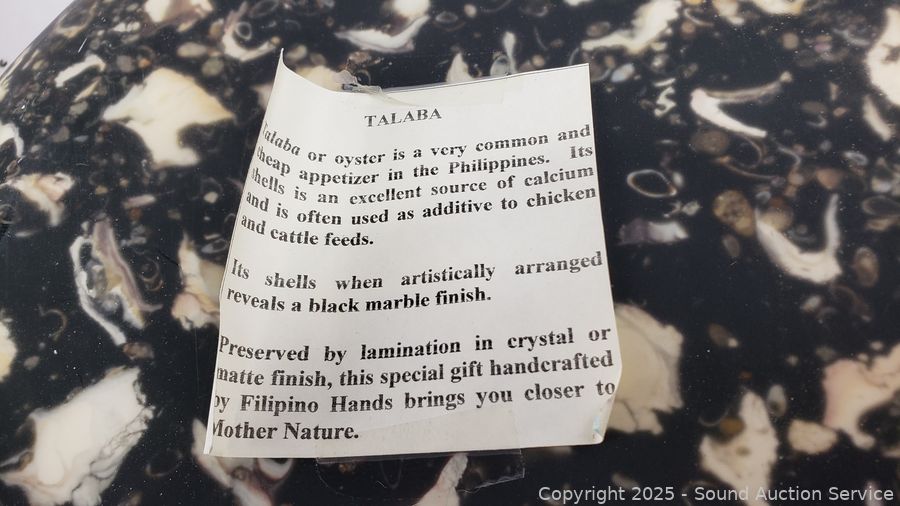 TALABA
Talaba or oyster is a very common and
cheap appetizer in the Philippines. Its
shells is an excellent source of calcium
and is often used as additive to chicken
and cattle feeds.
Its shells when artistically arranged
reveals a black marble finish.
Preserved by lamination in crystal or
matte finish, this special gift handcrafted
by Filipino Hands brings you closer to
Mother Nature.
Copyright 2025 - Sound Auction Service